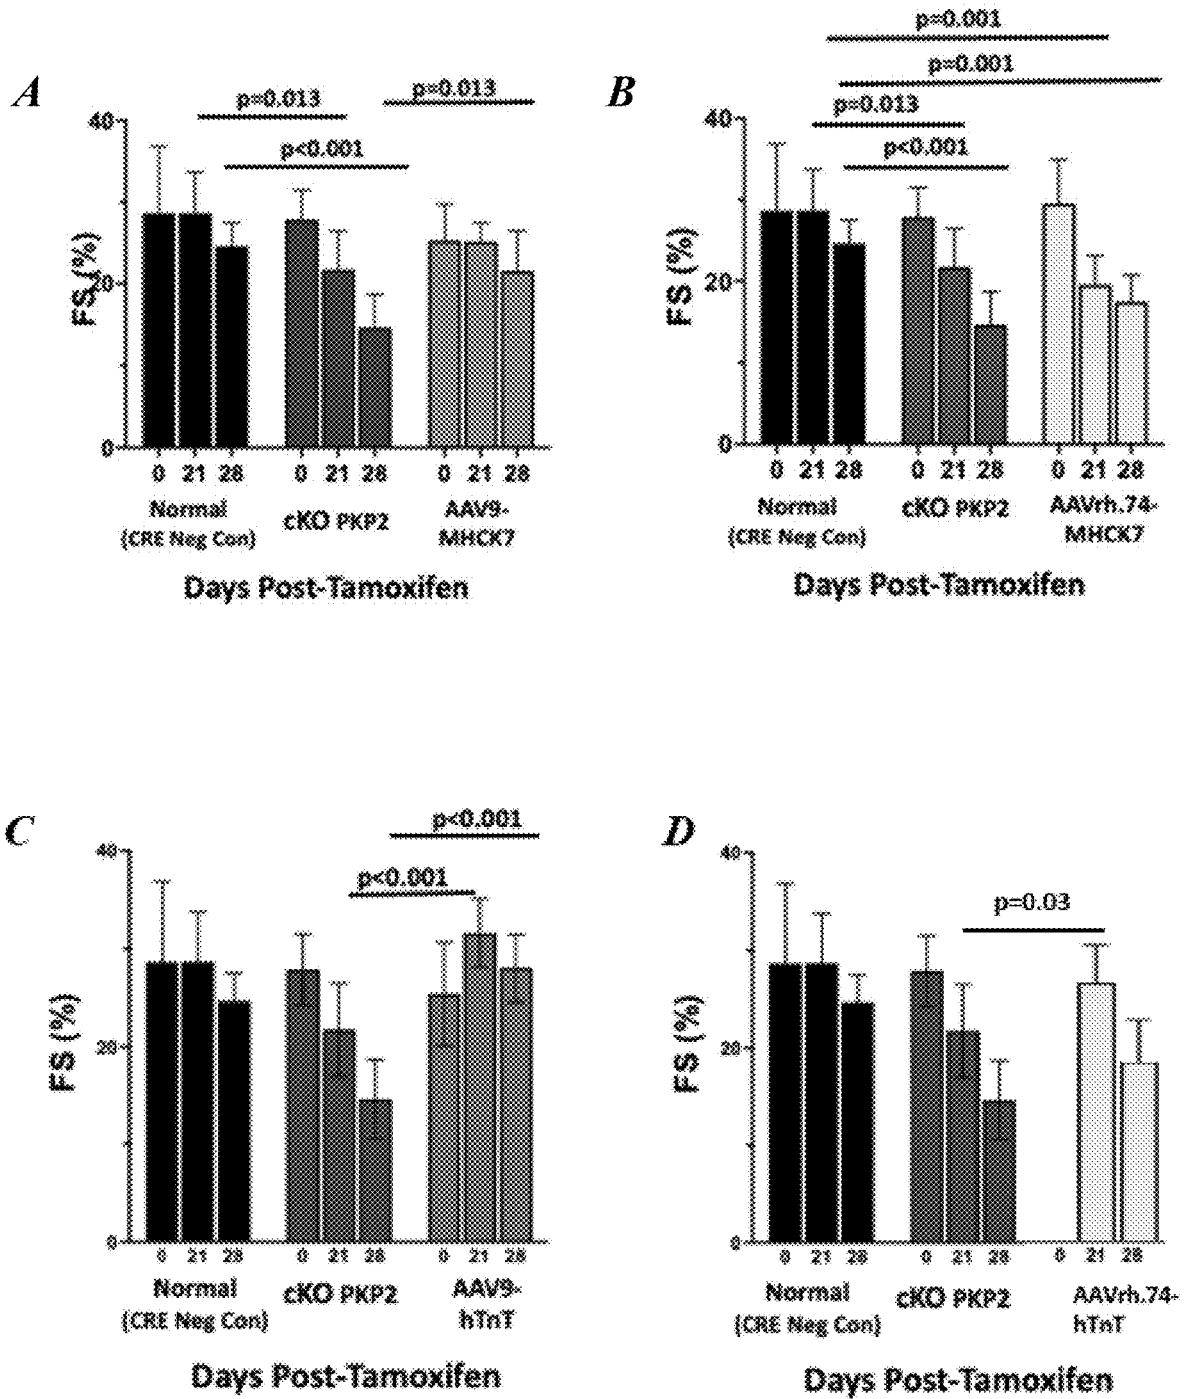 A
p=0.013
p=0.013
p<0.001
40
20
0
FS (%)
0 21 28 0 21 28 0 21 28
Normal
(CRE Neg Con)
cKO PKP2
AAV9-
MHCK7
Days Post-Tamoxifen
B
p=0.001
p=0.001
p=0.013
p<0.001
40
20
0
FS (%)
0 21 28 0 21 28 0 21 28
Normal
(CRE Neg Con)
cKO PKP2
AAVrh.74-
MHCK7
Days Post-Tamoxifen
C
p<0.001
p<0.001
40
20
0
FS (%)
0 21 28 0 21 28 0 21 28
Normal
(CRE Neg Con)
cKO PKP2
AAV9-
hTnT
Days Post-Tamoxifen
D
p=0.03
40
20
0
FS (%)
0 21 28 0 21 28 0 21 28
Normal
(CRE Neg Con)
cKO PKP2
AAVrh.74-
hTnT
Days Post-Tamoxifen